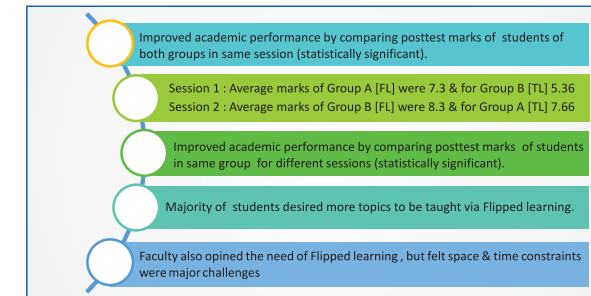 Improved academic performance by comparing posttest marks of students of
both groups in same session (statistically significant).
Session 1 : Average marks of Group A [FL] were 7.3 & for Group B [TL] 5.36
Session 2 : Average marks of Group B [FL] were 8.3 & for Group A [TL] 7.66
Improved academic performance by comparing posttest marks of students
in same group for different sessions (statistically significant).
Majority of students desired more topics to be taught via Flipped learning.
Faculty also opined the need of Flipped learning , but felt space & time constraints
were major challenges